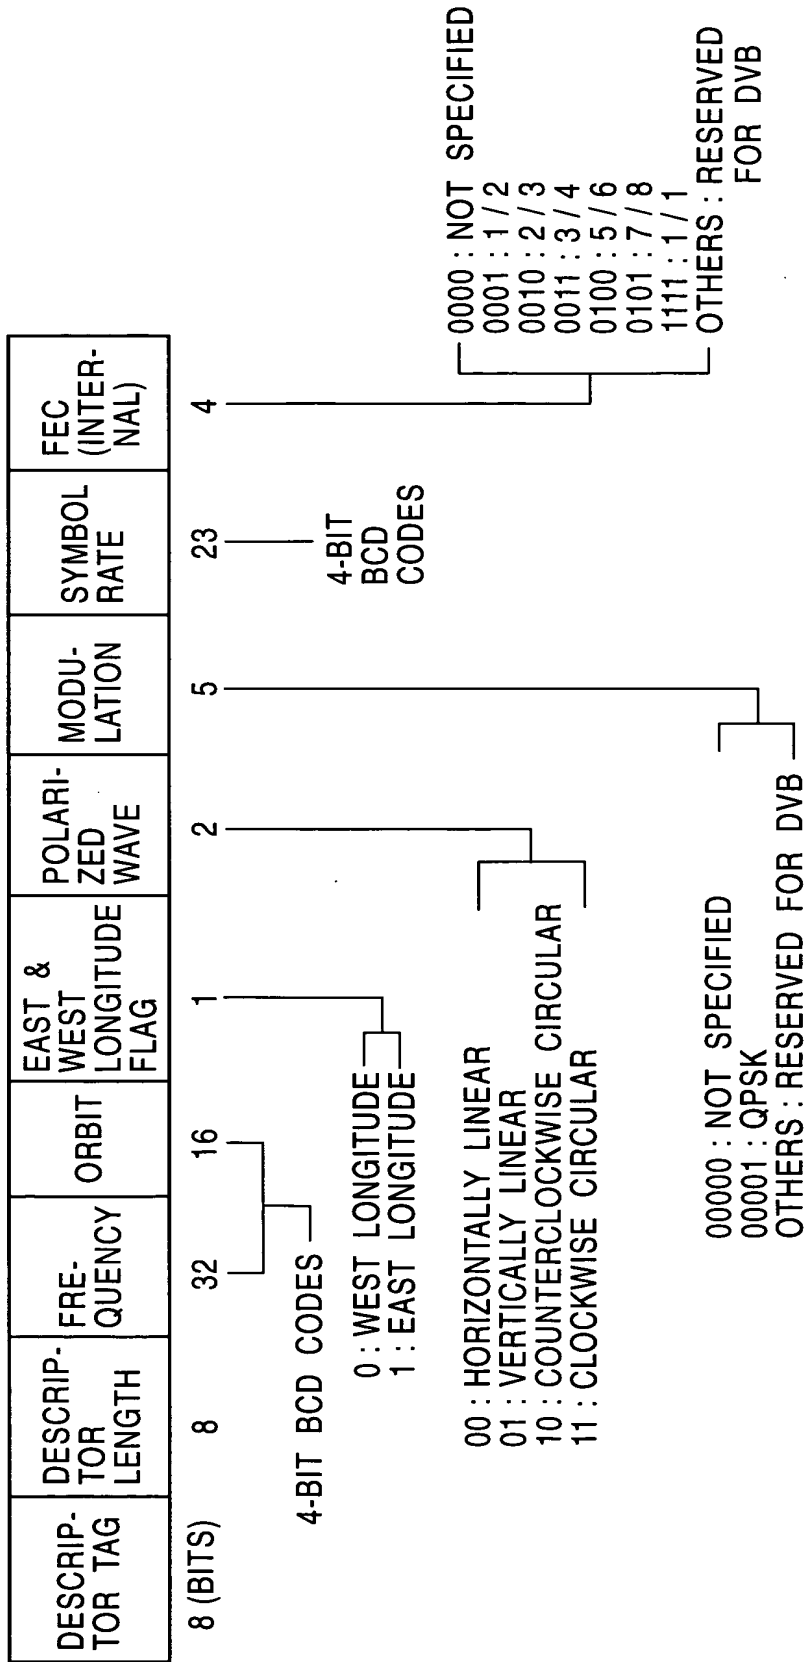 DESCRIP-
TOR TAG
DESCRIP-
TOR
LENGTH
FRE-
QUENCY
ORBIT
EAST &
WEST
LONGITUDE
FLAG
POLARI-
ZED
WAVE
MODU-
LATION
SYMBOL
RATE
FEC
(INTER-
NAL)
8 (BITS)
8
32
16
1
2
5
23
4
4-BIT BCD CODES
0 : WEST LONGITUDE
1 : EAST LONGITUDE
00 : HORIZONTALLY LINEAR
01 : VERTICALLY LINEAR
10 : COUNTERCLOCKWISE CIRCULAR
11 : CLOCKWISE CIRCULAR
00000 : NOT SPECIFIED
00001 : QPSK
OTHERS : RESERVED FOR DVB
4-BIT
BCD
CODES
0000 : NOT SPECIFIED
0001 : 1 / 2
0010 : 2 / 3
0011 : 3 / 4
0100 : 5 / 6
0101 : 7 / 8
1111 : 1 / 1
OTHERS : RESERVED
FOR DVB